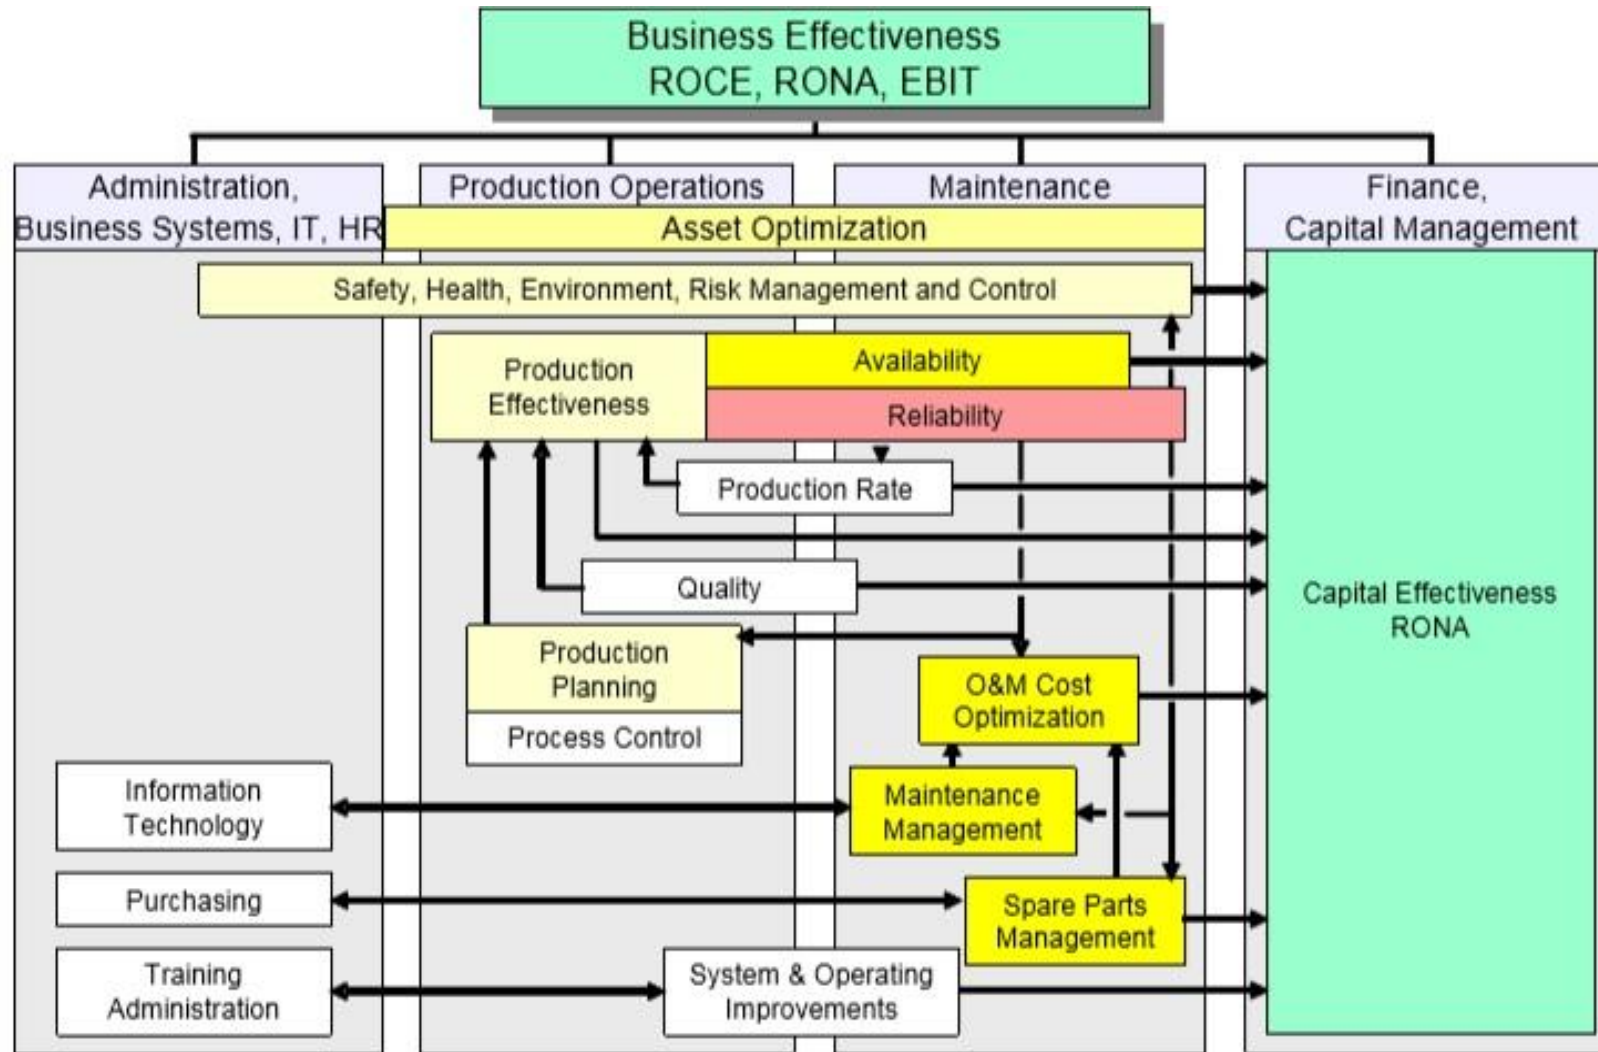 Business Effectiveness
ROCE, RONA, EBIT
Administration,
Business Systems, IT, HR
Production Operations
Maintenance
Finance,
Capital Management
Asset Optimization
Safety, Health, Environment, Risk Management and Control
Production
Effectiveness
Availability
Reliability
Production Rate
Quality
Capital Effectiveness
RONA
Production
Planning
Process Control
O&M Cost
Optimization
Information
Technology
Maintenance
Management
Purchasing
Spare Parts
Management
Training
Administration
System & Operating
Improvements